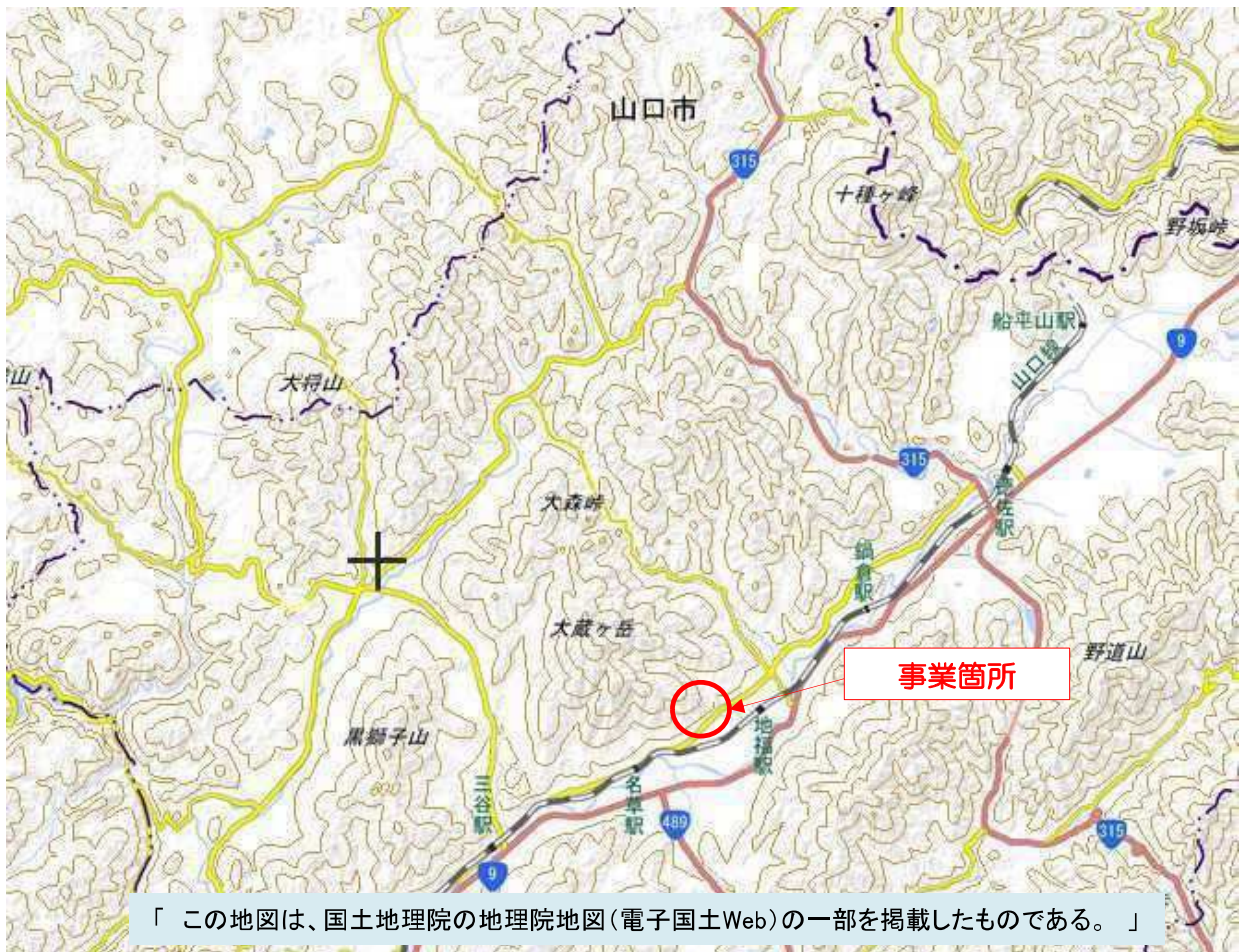 山口市
315
十種ヶ峰
野坂峠
船平山駅
山口線
9
山
大将山
315
大森峠
鍋倉駅
大蔵ヶ岳
野道山
事業箇所
地福駅
黒獅子山
三谷駅
名草駅
489
315
9
「 この地図は、国土地理院の地理院地図(電子国土Web)の一部を掲載したものである。 」